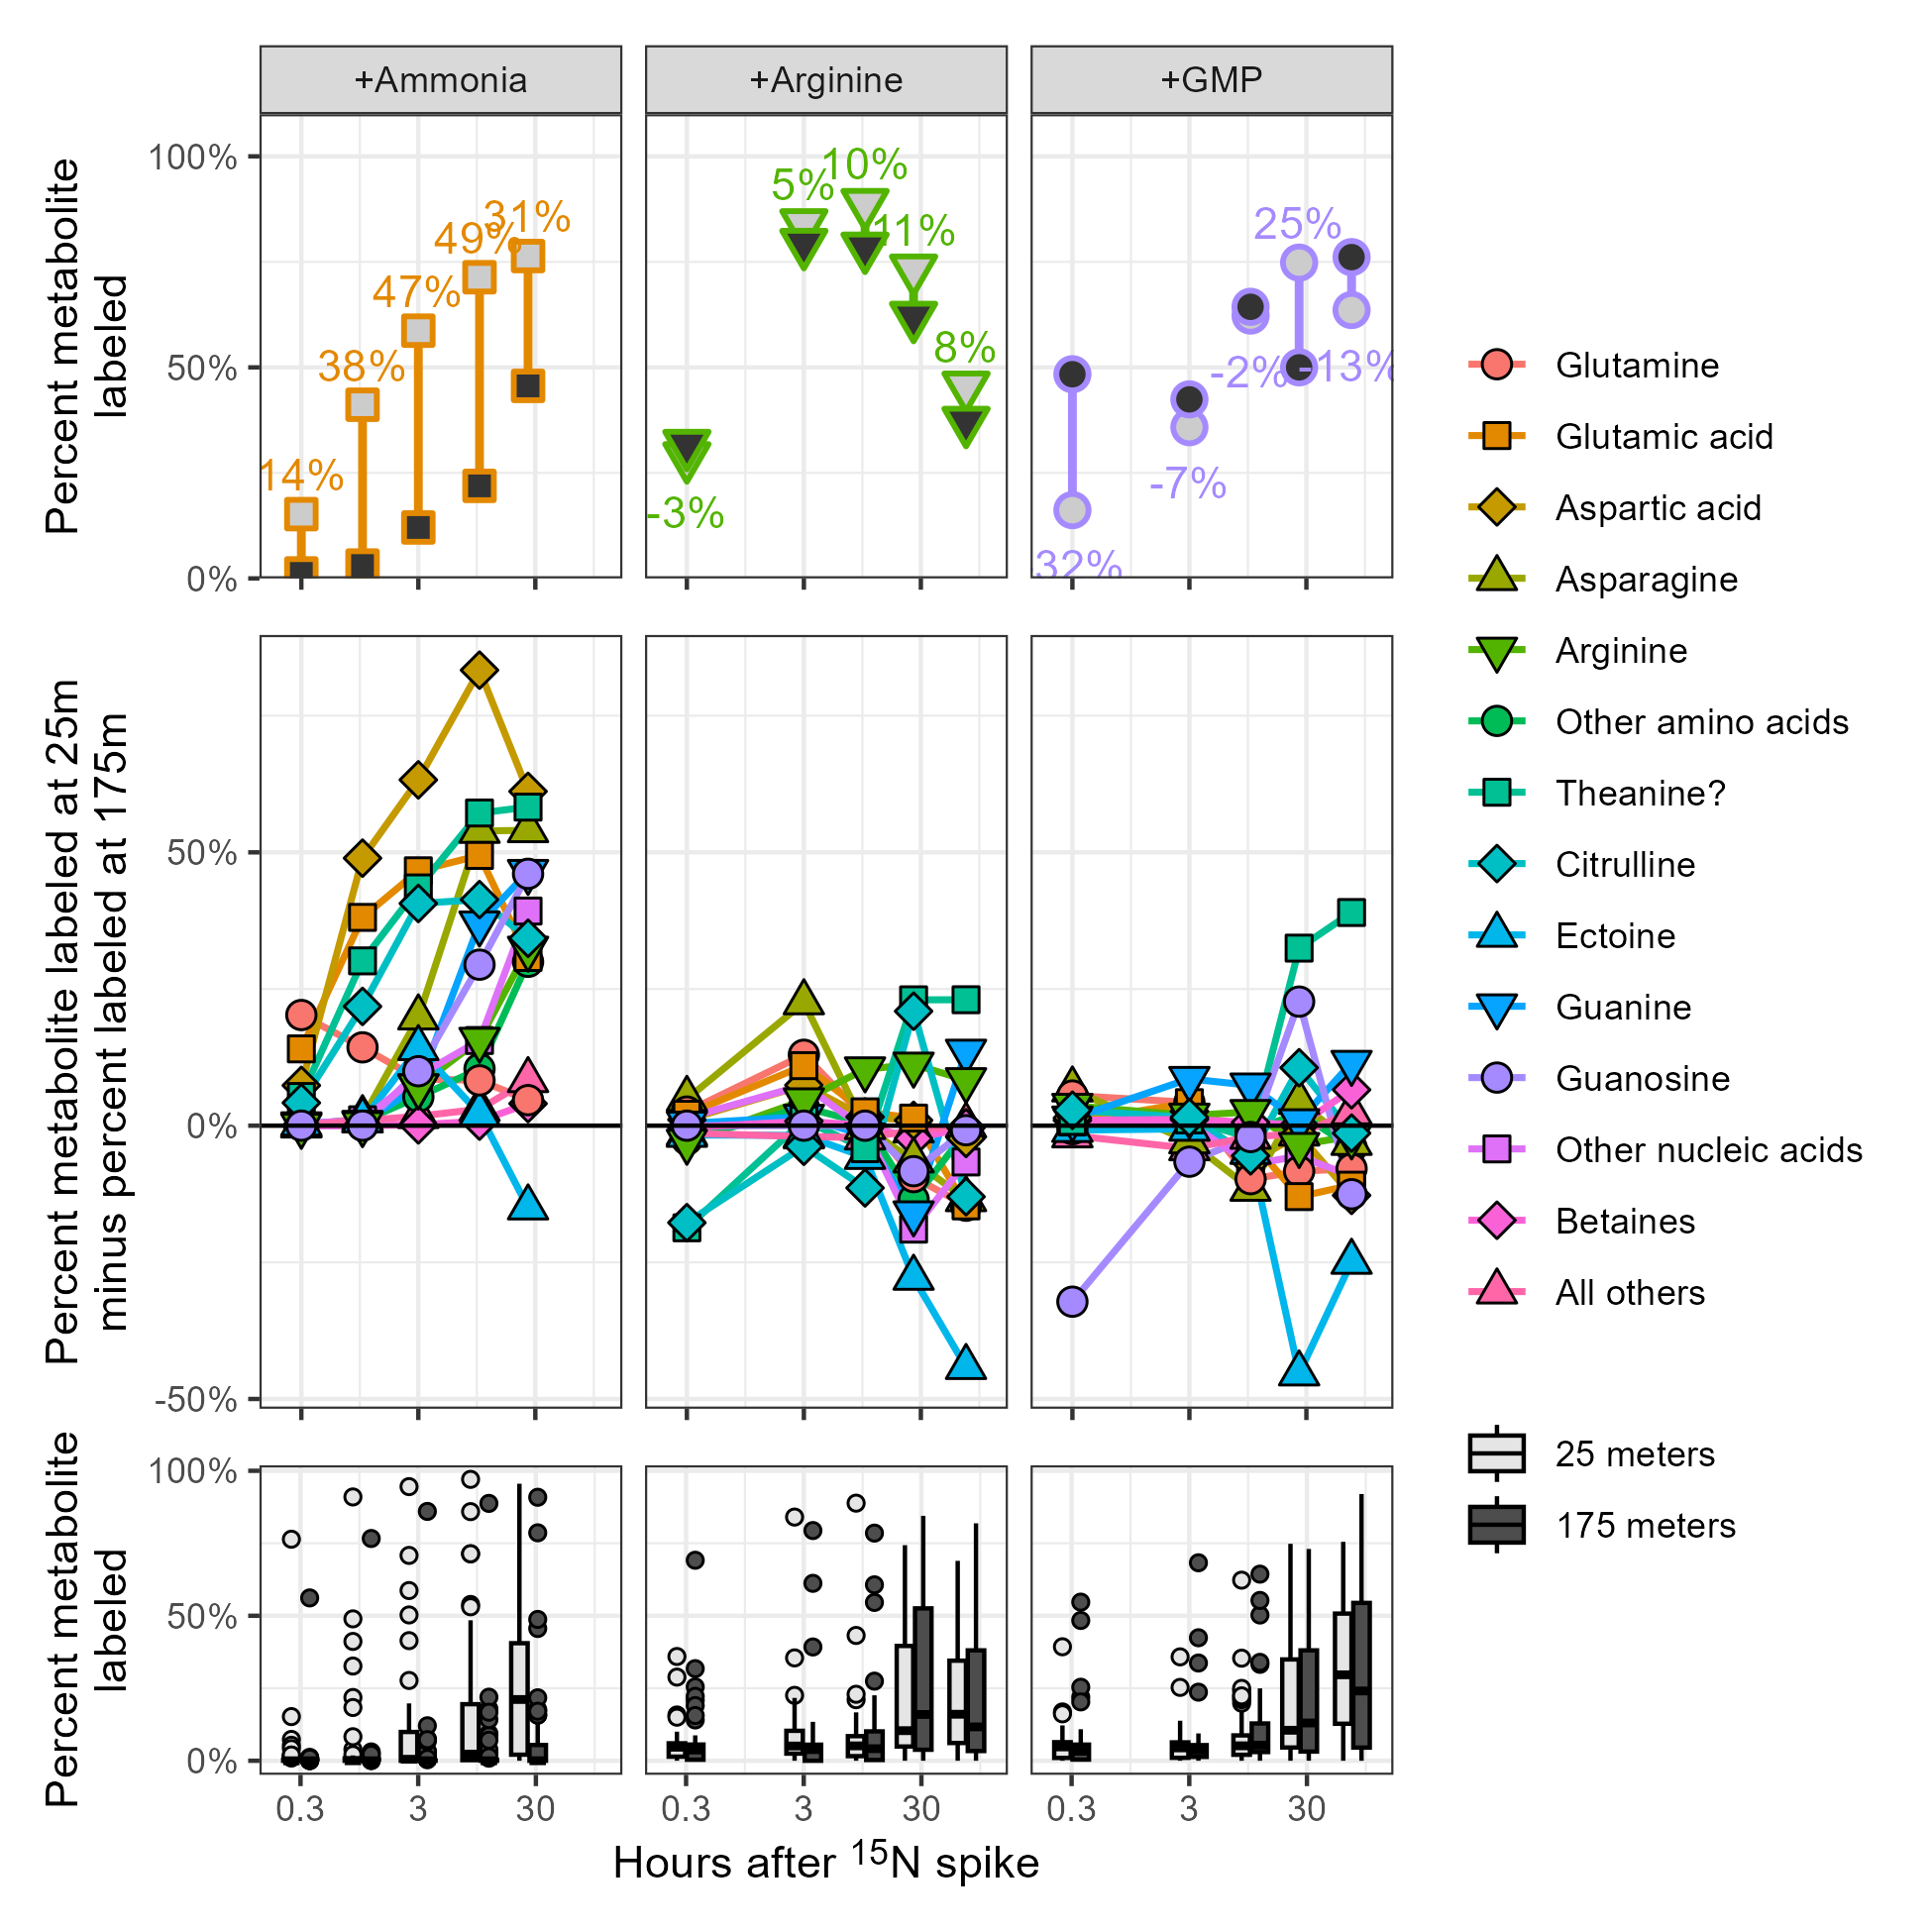 +Ammonia
+Arginine
+GMP
Percent metabolite
labeled
100%
50%
0%
14%
38%
47%
49%
31%
-3%
5%
10%
11%
8%
32%
-7%
-2%
25%
-13%
Percent metabolite labeled at 25m
minus percent labeled at 175m
50%
0%
-50%
Percent metabolite
labeled
100%
50%
0%
0.3
3
30
0.3
3
30
0.3
3
30
Hours after 15N spike
Glutamine
Glutamic acid
Aspartic acid
Asparagine
Arginine
Other amino acids
Theanine?
Citrulline
Ectoine
Guanine
Guanosine
Other nucleic acids
Betaines
All others
25 meters
175 meters